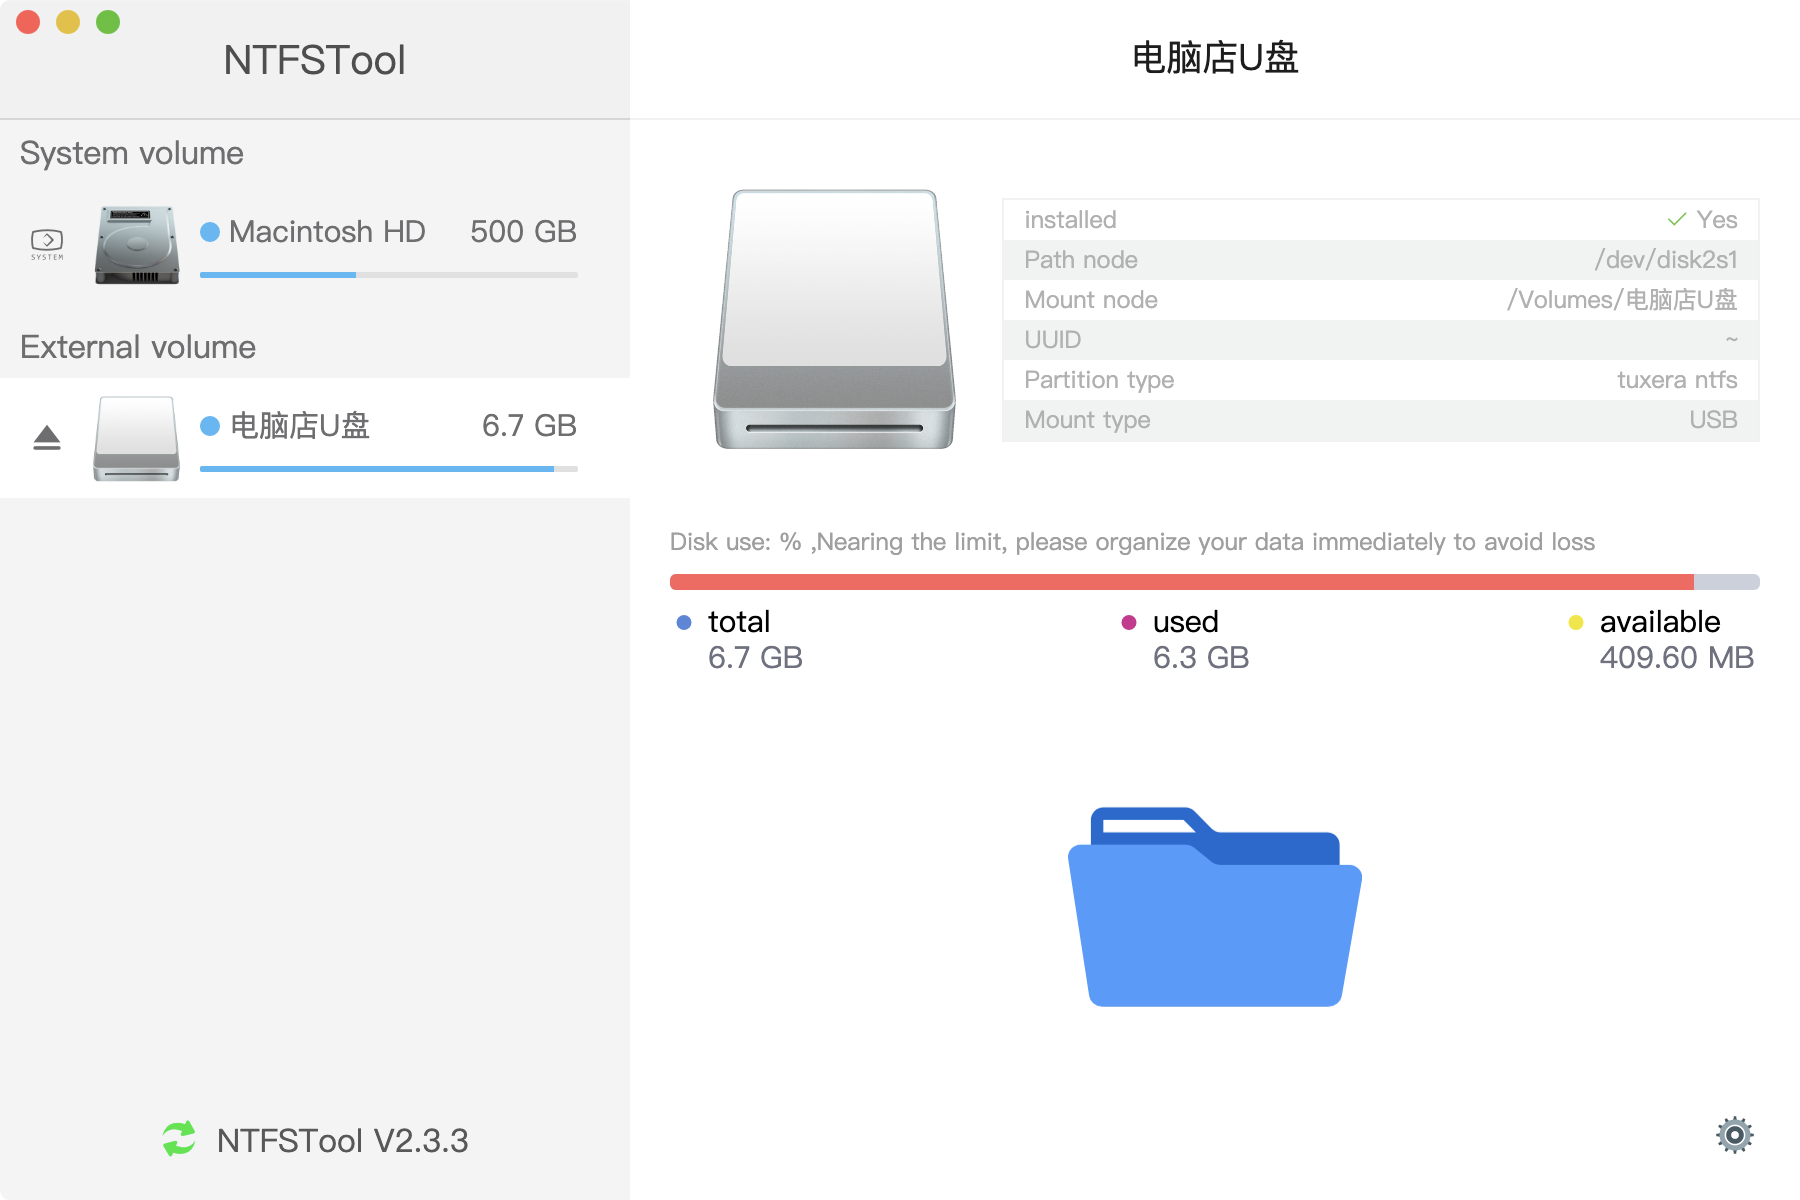 NTFSTool
System volume
SYSTEM
Macintosh HD 500 GB
External volume
电脑店U盘 6.7 GB
NTFSTool V2.3.3
电脑店U盘
installed Yes
Path node /dev/disk2s1
Mount node /Volumes/电脑店U盘
UUID ~
Partition type tuxera ntfs
Mount type USB
Disk use: % ,Nearing the limit, please organize your data immediately to avoid loss
total used available
6.7 GB 6.3 GB 409.60 MB